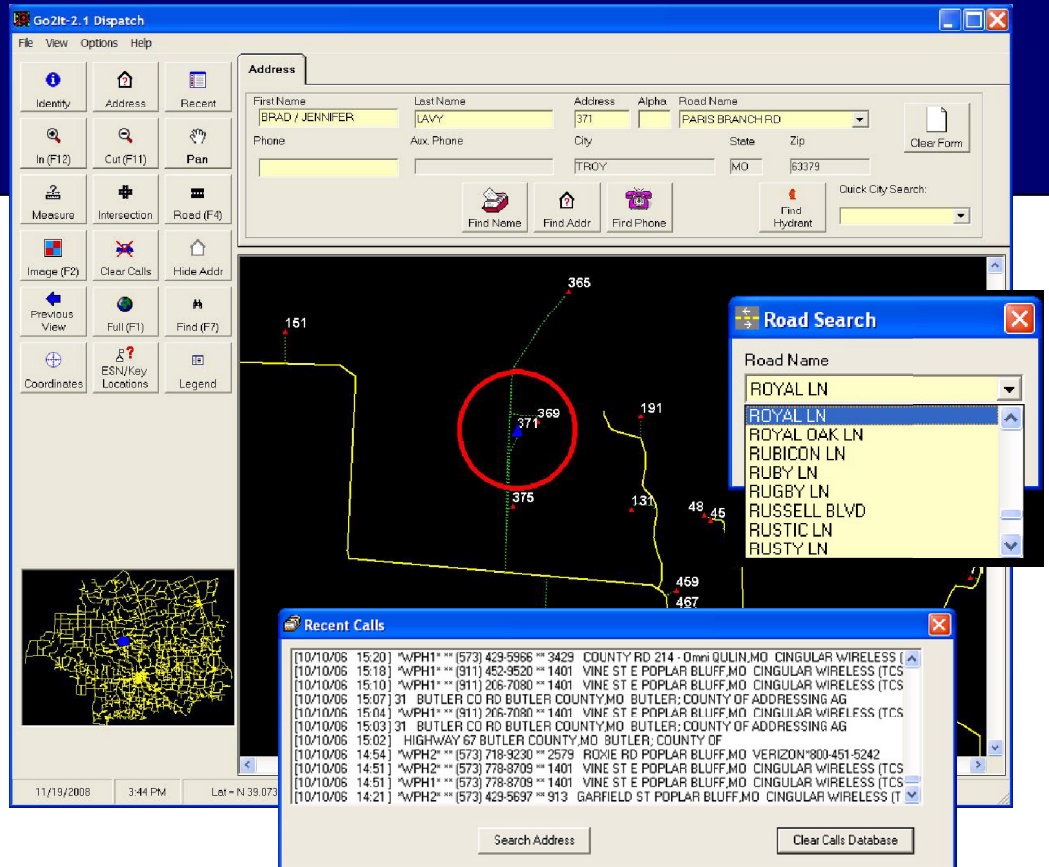 Go2It-2.1 Dispatch
File View Options Help
Identify Address Recent
In (F12) Out (F11) Pan
Measure Intersection Road (F4)
Image (F2) Clear Calls Hide Addr
Previous View Full (F1) Find (F7)
Coordinates ESN/Key Locations Legend
Address
First Name Last Name Address Alpha Road Name
BRAD / JENNIFER LAVY 371 PARIS BRANCH RD
Clear Form
Phone Aux. Phone City State Zip
TROY MO 63379
Find Name Find Addr Find Phone Find Hydrant
Quick City Search:
365
151
369
371
191
375
131
48
45
459
467
Road Search
Road Name
ROYAL LN
ROYAL LN
ROYAL OAK LN
RUBICON LN
RUBY LN
RUGBY LN
RUSSELL BLVD
RUSTIC LN
RUSTY LN
Recent Calls
[10/10/06 15:20] *WPH1* ** (573) 429-5966 ** 3429 COUNTY RD 214 - Omni QULIN,MO CINGULAR WIRELESS (
[10/10/06 15:18] *WPH1* ** (911) 452-9520 ** 1401 VINE ST E POPLAR BLUFF,MO CINGULAR WIRELESS (TCS
[10/10/06 15:10] *WPH1* ** (911) 206-7080 ** 1401 VINE ST E POPLAR BLUFF,MO CINGULAR WIRELESS (TCS
[10/10/06 15:07] 31 BUTLER CO RD BUTLER COUNTY,MO BUTLER; COUNTY OF ADDRESSING AG
[10/10/06 15:04] *WPH1* ** (911) 206-7080 ** 1401 VINE ST E POPLAR BLUFF,MO CINGULAR WIRELESS (TCS
[10/10/06 15:03] 31 BUTLER CO RD BUTLER COUNTY,MO BUTLER; COUNTY OF ADDRESSING AG
[10/10/06 15:02] HIGHWAY 67 BUTLER COUNTY,MO BUTLER; COUNTY OF
[10/10/06 14:54] *WPH2* ** (573) 718-9230 ** 2579 ROXIE RD POPLAR BLUFF,MO VERIZON*800-451-5242
[10/10/06 14:51] *WPH2* ** (573) 778-8709 ** 1401 VINE ST E POPLAR BLUFF,MO CINGULAR WIRELESS (TCS
[10/10/06 14:51] *WPH1* ** (573) 778-8709 ** 1401 VINE ST E POPLAR BLUFF,MO CINGULAR WIRELESS (TCS
[10/10/06 14:21] *WPH2* ** (573) 429-5697 ** 913 GARFIELD ST POPLAR BLUFF,MO CINGULAR WIRELESS (T
Search Address Clear Calls Database
11/19/2008 3:44 PM Lat = N 39.073